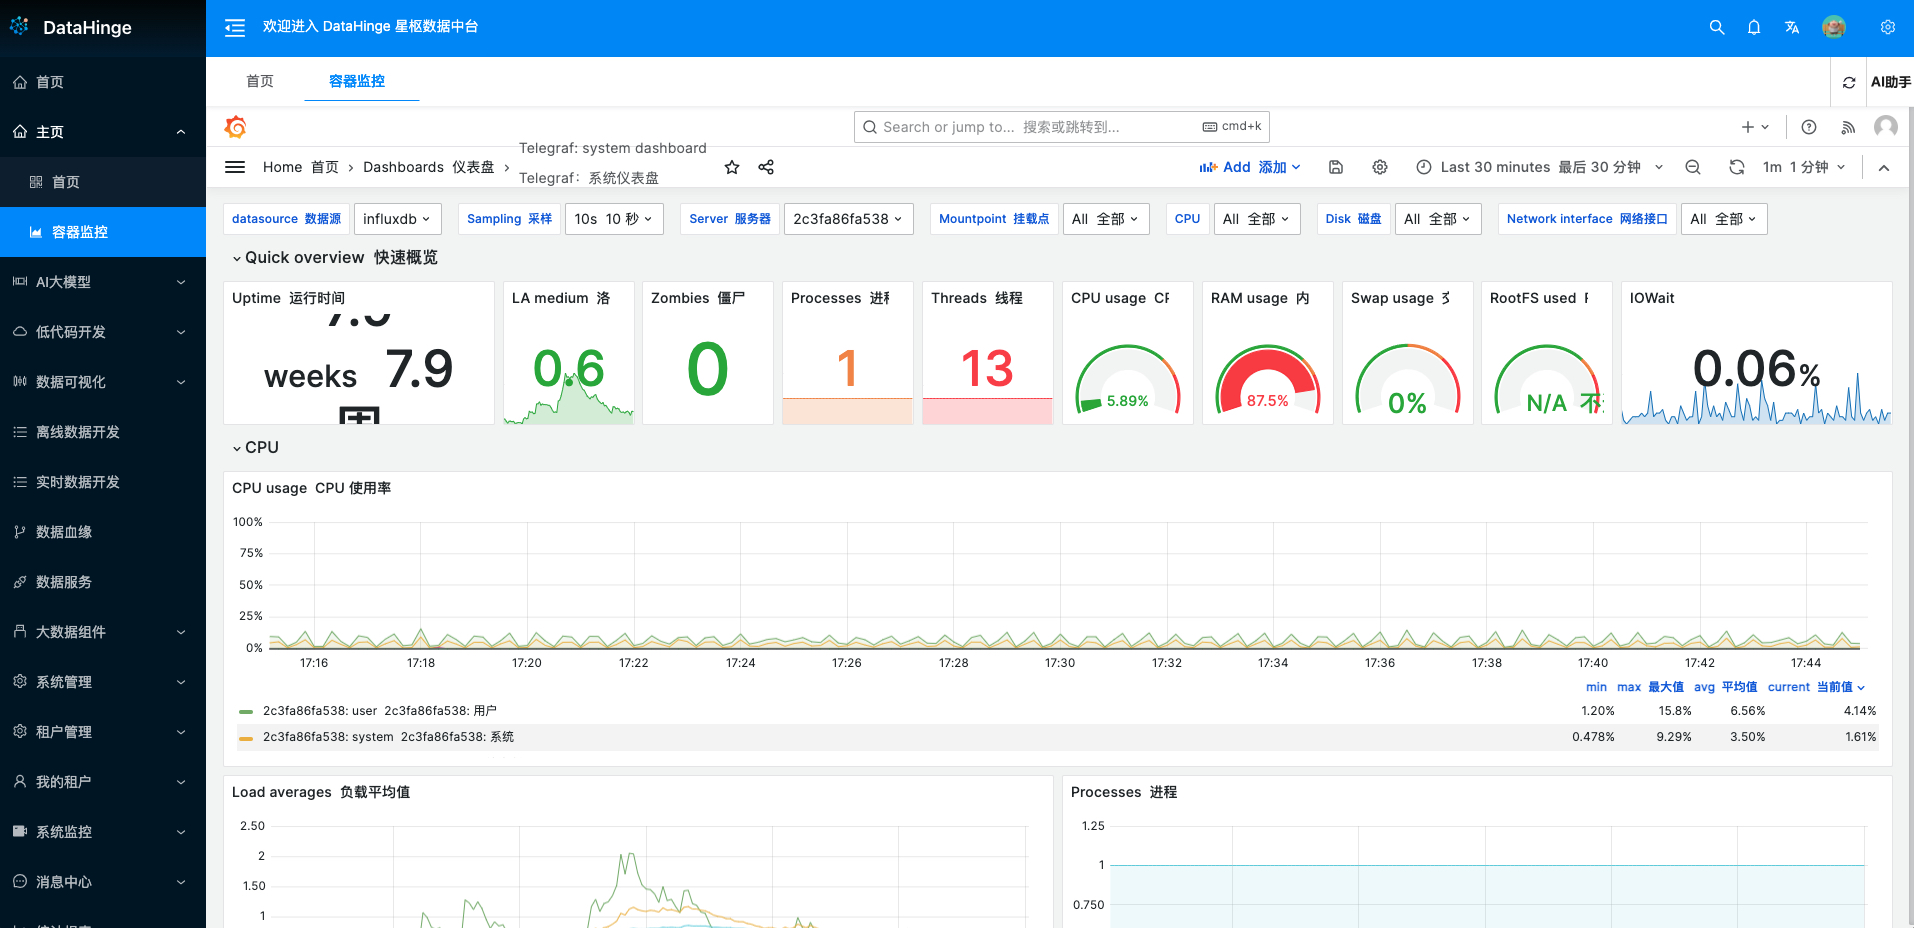 DataHinge
欢迎进入 DataHinge 星枢数据中台
首页
主页
首页
容器监控
AI大模型
低代码开发
数据可视化
离线数据开发
实时数据开发
数据血缘
数据服务
大数据组件
系统管理
租户管理
我的租户
系统监控
消息中心
首页 容器监控 AI助手
Search or jump to... 搜索或跳转到... cmd+k
Home 首页 › Dashboards 仪表盘 ›
Telegraf: system dashboard
Telegraf：系统仪表盘
Add 添加 Last 30 minutes 最后 30 分钟 1m 1 分钟
datasource 数据源 influxdb Sampling 采样 10s 10 秒 Server 服务器 2c3fa86fa538 Mountpoint 挂载点 All 全部 CPU All 全部 Disk 磁盘 All 全部 Network interface 网络接口 All 全部
Quick overview 快速概览
Uptime 运行时间
weeks 7.9
LA medium 洛
0.6
Zombies 僵尸
0
Processes 进程
1
Threads 线程
13
CPU usage CP
5.89%
RAM usage 内
87.5%
Swap usage 交
0%
RootFS used
N/A 不
IOWait
0.06%
CPU
CPU usage CPU 使用率
100%
75%
50%
25%
0%
17:16 17:18 17:20 17:22 17:24 17:26 17:28 17:30 17:32 17:34 17:36 17:38 17:40 17:42 17:44
min max 最大值 avg 平均值 current 当前值
2c3fa86fa538: user 2c3fa86fa538: 用户 1.20% 15.8% 6.56% 4.14%
2c3fa86fa538: system 2c3fa86fa538: 系统 0.478% 9.29% 3.50% 1.61%
Load averages 负载平均值
2.50
2
1.50
1
Processes 进程
1.25
1
0.750